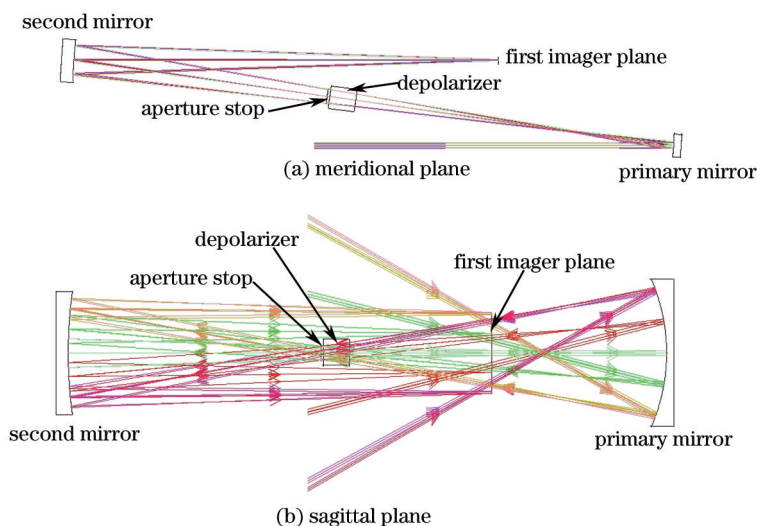 second mirror
first imager plane
depolarizer
aperture stop
(a) meridional plane
primary mirror
depolarizer
aperture stop
first imager plane
second mirror
primary mirror
(b) sagittal plane